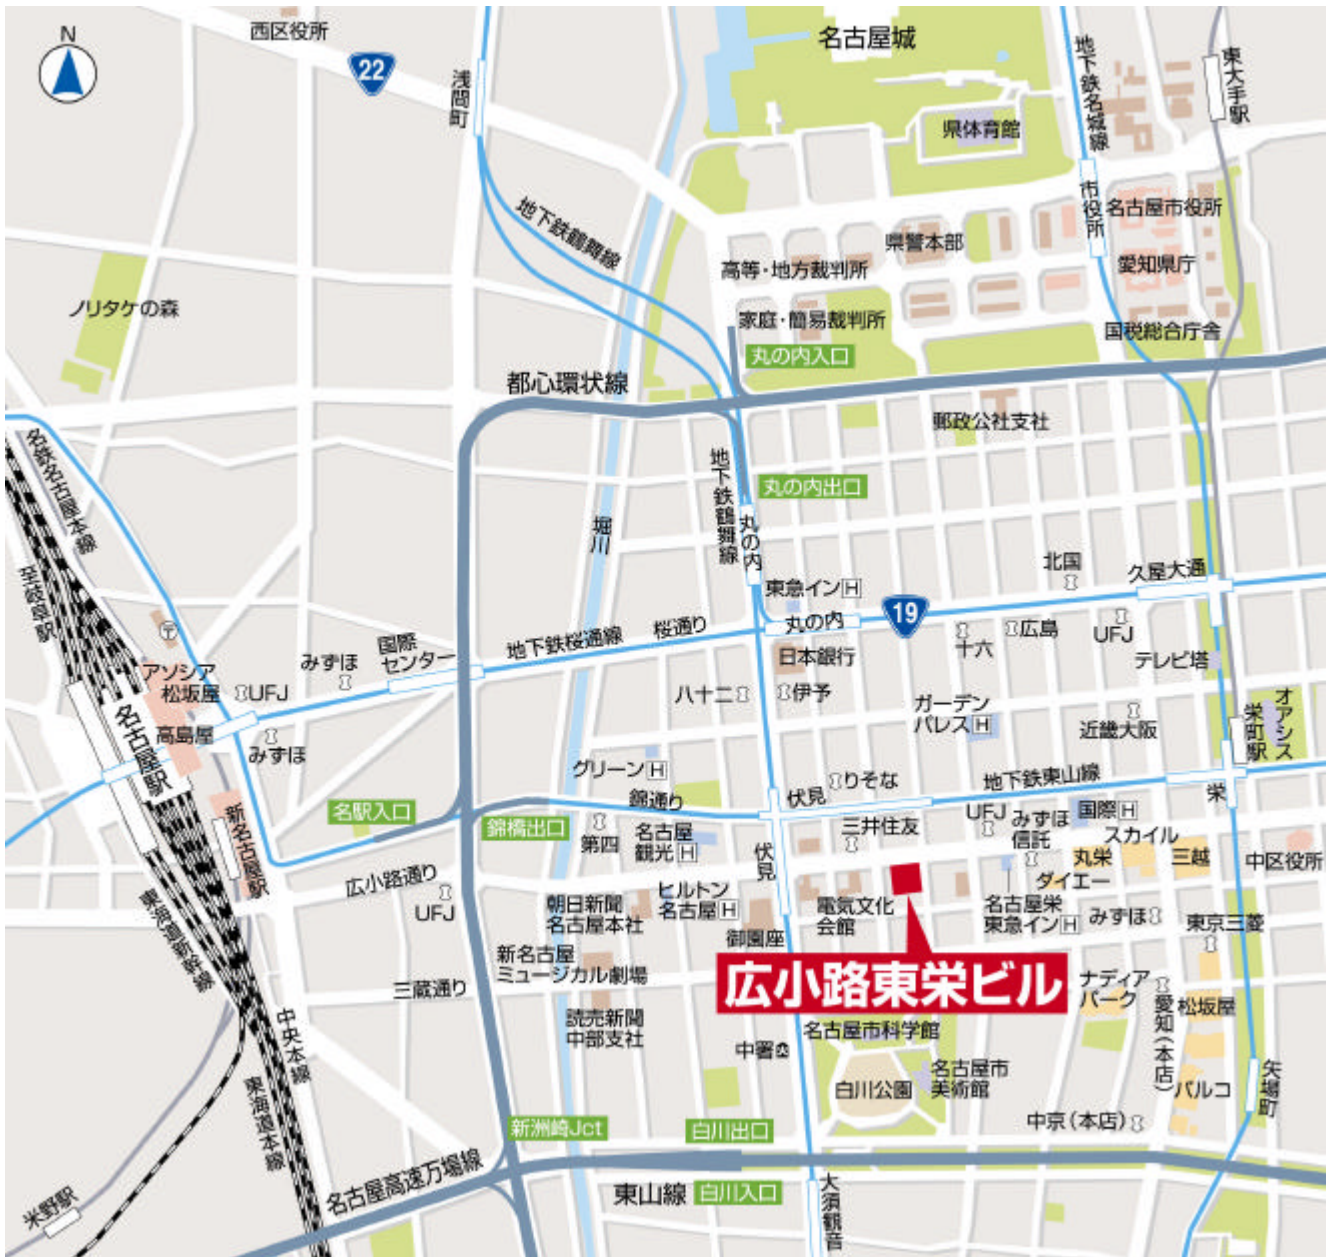 N
西区役所
22
浅間町
名古屋城
県体育館
地下鉄名城線
東大手駅
市役所
名古屋市役所
地下鉄鶴舞線
県警本部
高等・地方裁判所
愛知県庁
ノリタケの森
家庭・簡易裁判所
国税総合庁舎
丸の内入口
都心環状線
郵政公社支社
名鉄名古屋本線
地下鉄鶴舞線
丸の内出口
堀川
丸の内
至岐阜駅
北国
久屋大通
東急インH
19
丸の内
地下鉄桜通線
桜通り
国際
センター
みずほ
十六
広島
UFJ
日本銀行
テレビ塔
アソシア
松坂屋
UFJ
八十二
伊予
ガーデン
パレスH
近畿大阪
栄町駅
オアシス
名古屋駅
高島屋
みずほ
グリーンH
りそな
地下鉄東山線
錦通り
伏見
栄
名駅入口
錦橋出口
新名古屋駅
第四
名古屋
観光H
伏見
三井住友
UFJ
みずほ
信託
国際H
スカイル
丸栄
三越
中区役所
ダイエー
広小路通り
UFJ
朝日新聞
名古屋本社
ヒルトン
名古屋H
御園座
電気文化
会館
名古屋栄
東急インH
みずほ
東京三菱
東海道新幹線
新名古屋
ミュージカル劇場
三蔵通り
広小路東栄ビル
ナディア
パーク
愛知(本店)
松坂屋
読売新聞
中部支社
中央本線
名古屋市科学館
中署
白川公園
名古屋市
美術館
パルコ
矢場町
東海道本線
新洲崎Jct
白川出口
中京(本店)
名古屋高速万場線
米野駅
東山線
白川入口
大須観音